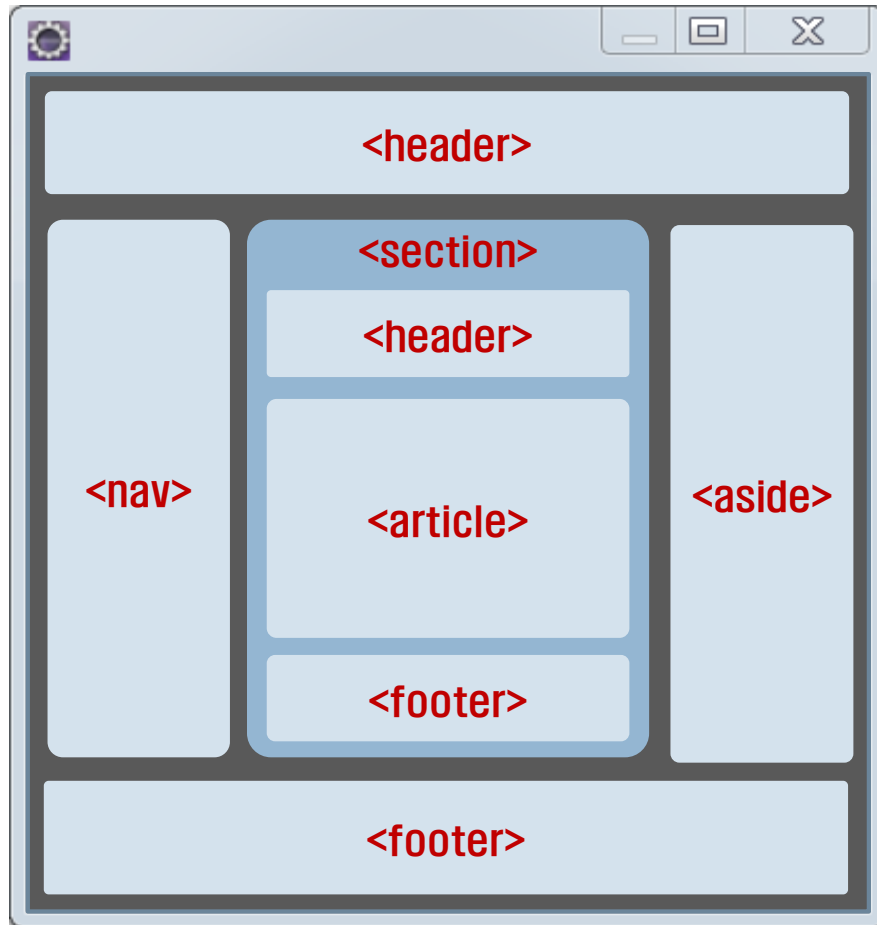 <header>
<section>
<header>
<nav>
<article>
<aside>
<footer>
<footer>